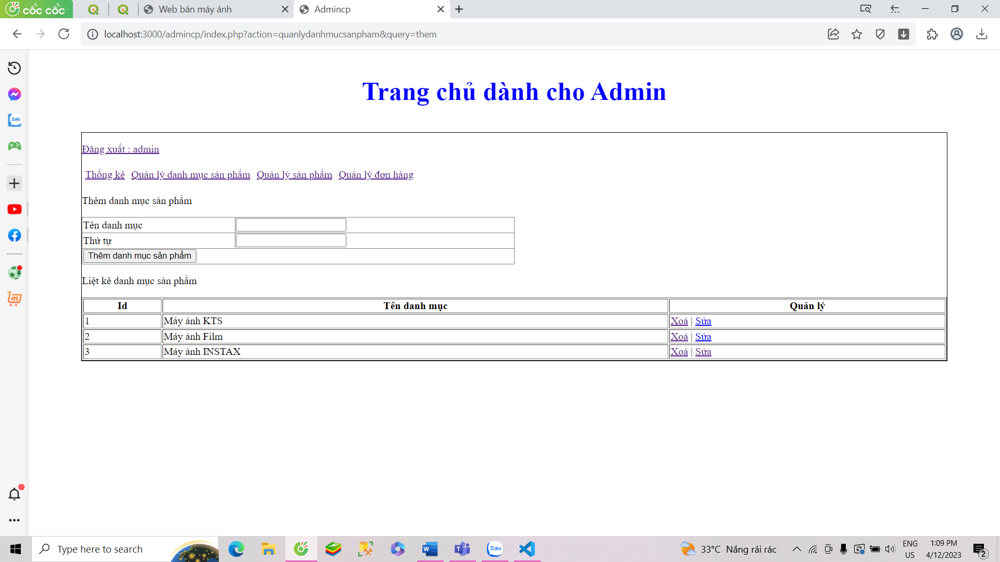 cốc cốc
Web bán máy ảnh
Admincp
localhost:3000/admincp/index.php?action=quanlydanhmucsanpham&query=them
Trang chủ dành cho Admin
Đăng xuất : admin
Thống kê Quản lý danh mục sản phẩm Quản lý sản phẩm Quản lý đơn hàng
Thêm danh mục sản phẩm
Tên danh mục
Thứ tự
Thêm danh mục sản phẩm
Liệt kê danh mục sản phẩm
Id Tên danh mục Quản lý
1 Máy ảnh KTS Xoá | Sửa
2 Máy ảnh Film Xoá | Sửa
3 Máy ảnh INSTAX Xoá | Sửa
Zalo
Type here to search
W
T
Zalo
33°C Nắng rải rác
ENG
US
1:09 PM
4/12/2023
2